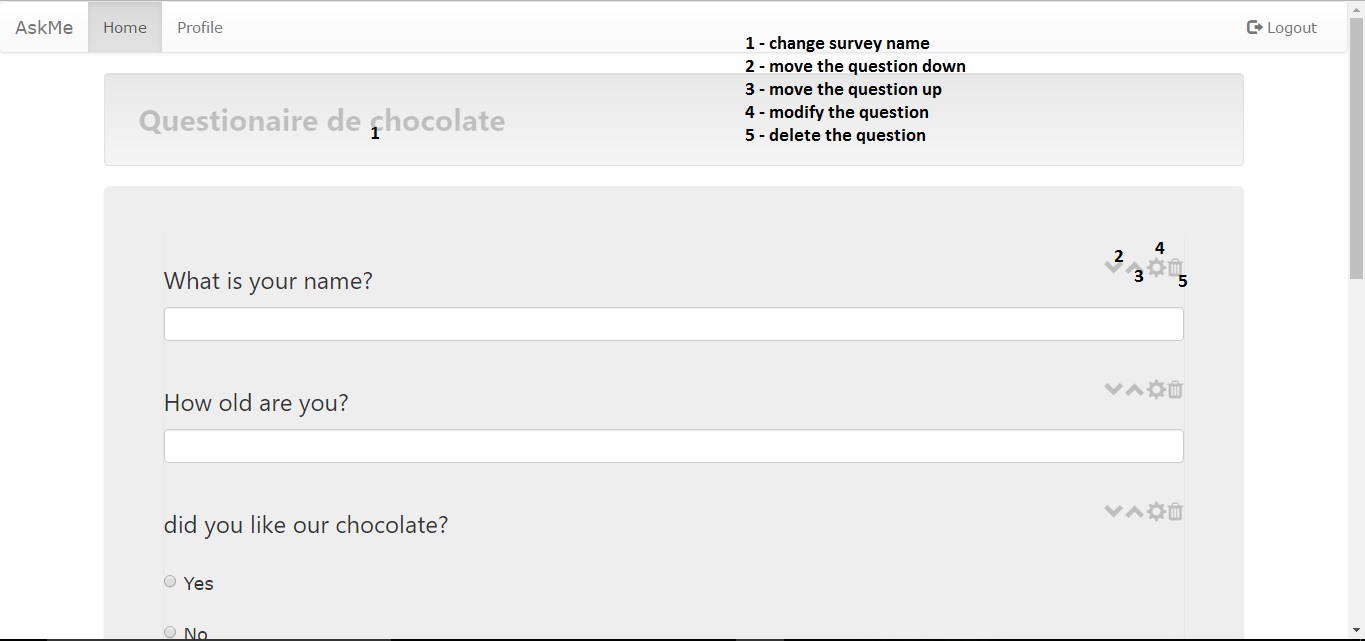 AskMe Home Profile Logout
1 - change survey name
2 - move the question down
3 - move the question up
4 - modify the question
5 - delete the question
Questionaire de chocolate
1
4
2
3
5
What is your name?
How old are you?
did you like our chocolate?
Yes
No